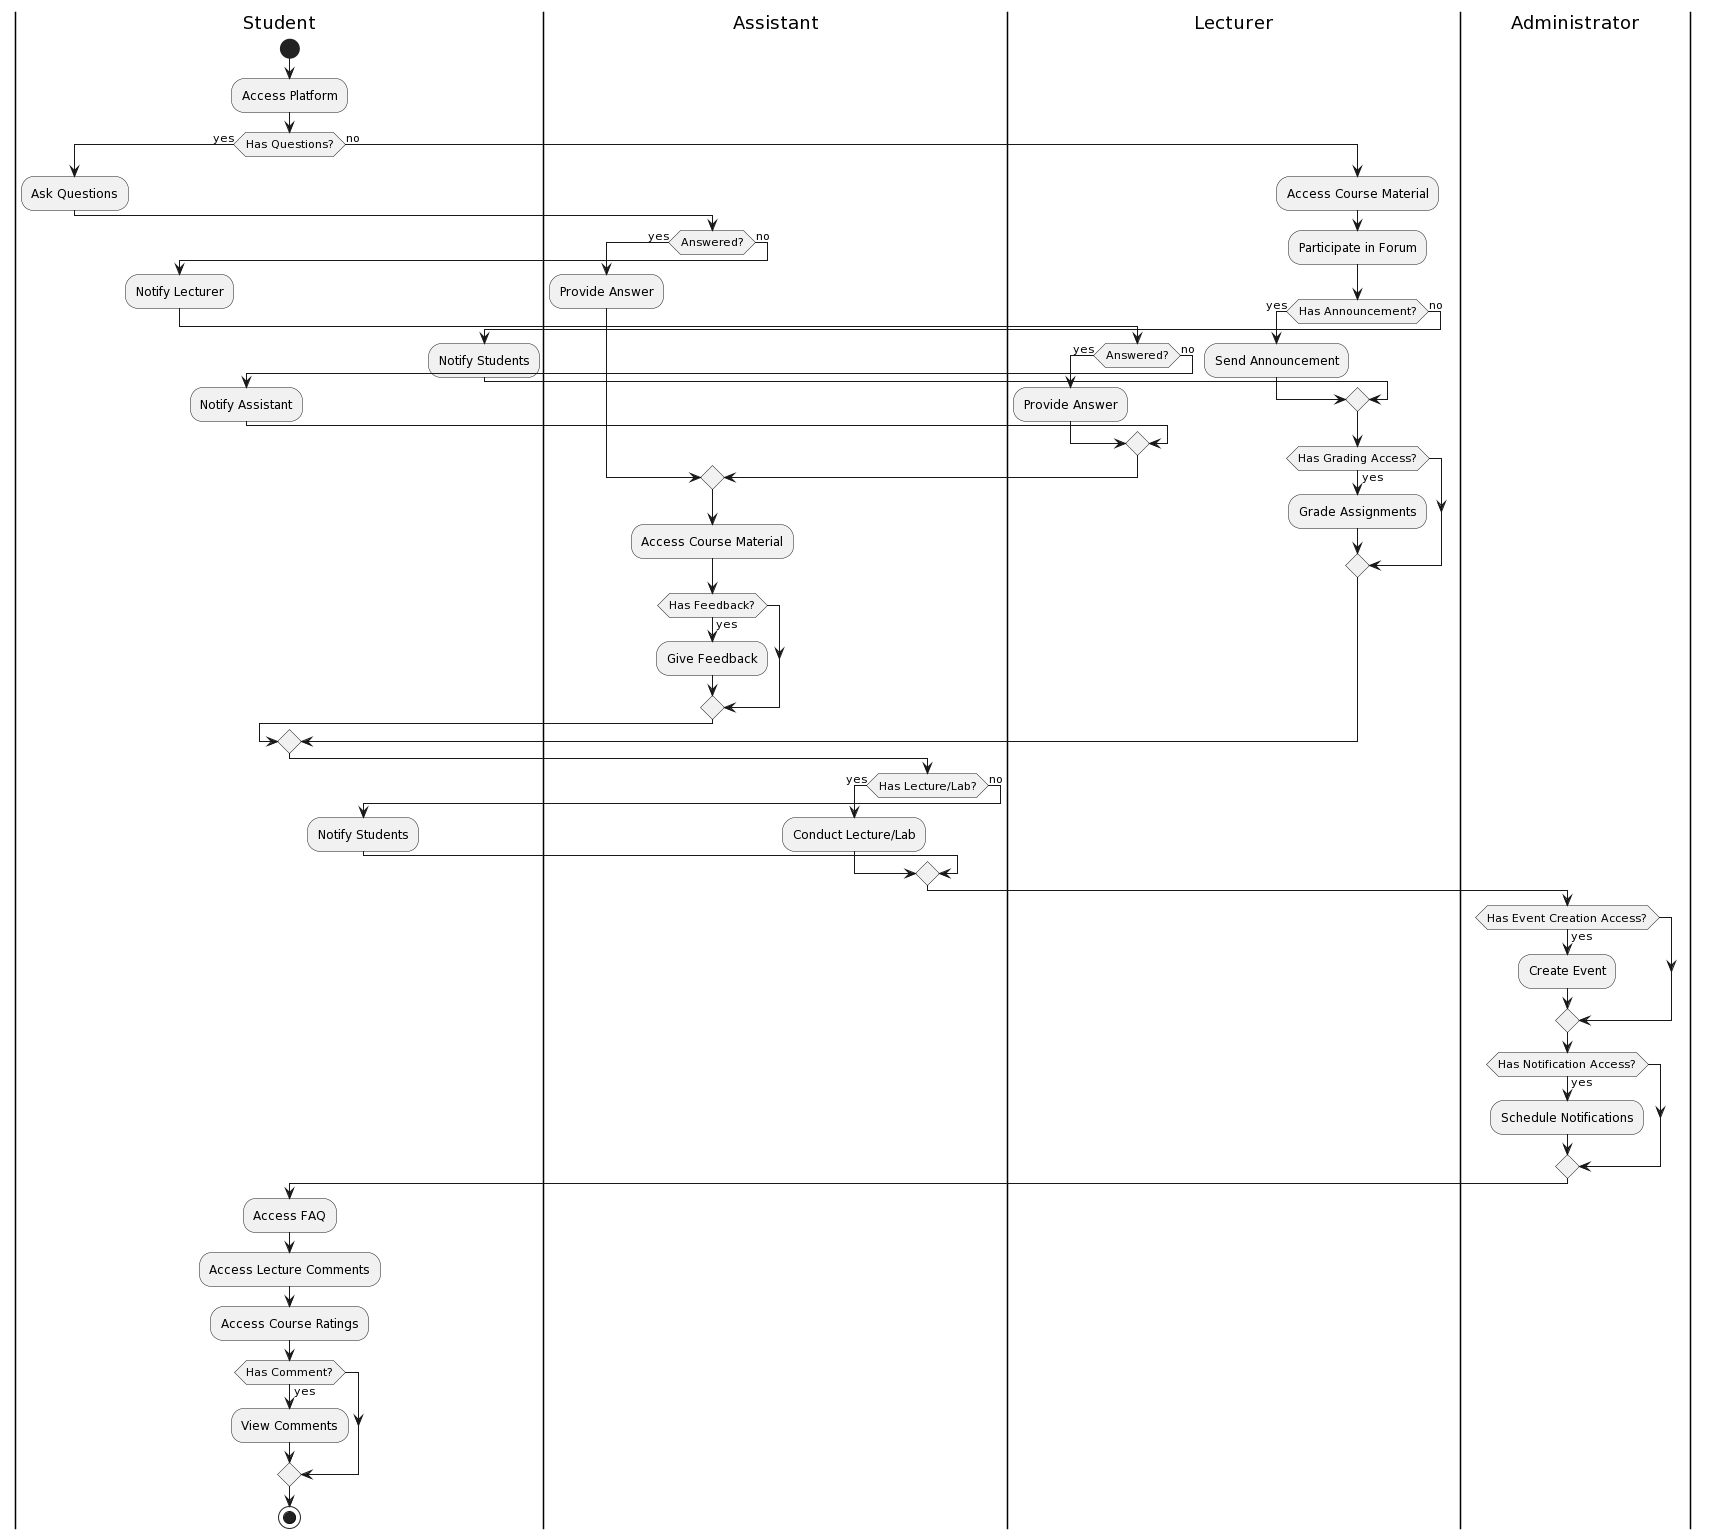 Student
Assistant
Lecturer
Administrator
Access Platform
yes
Has Questions?
no
Ask Questions
Access Course Material
yes
Answered?
no
Participate in Forum
Notify Lecturer
Provide Answer
yes
Has Announcement?
no
Notify Students
yes
Answered?
no
Send Announcement
Notify Assistant
Provide Answer
Has Grading Access?
yes
Grade Assignments
Access Course Material
Has Feedback?
yes
Give Feedback
yes
Has Lecture/Lab?
no
Notify Students
Conduct Lecture/Lab
Has Event Creation Access?
yes
Create Event
Has Notification Access?
yes
Schedule Notifications
Access FAQ
Access Lecture Comments
Access Course Ratings
Has Comment?
yes
View Comments